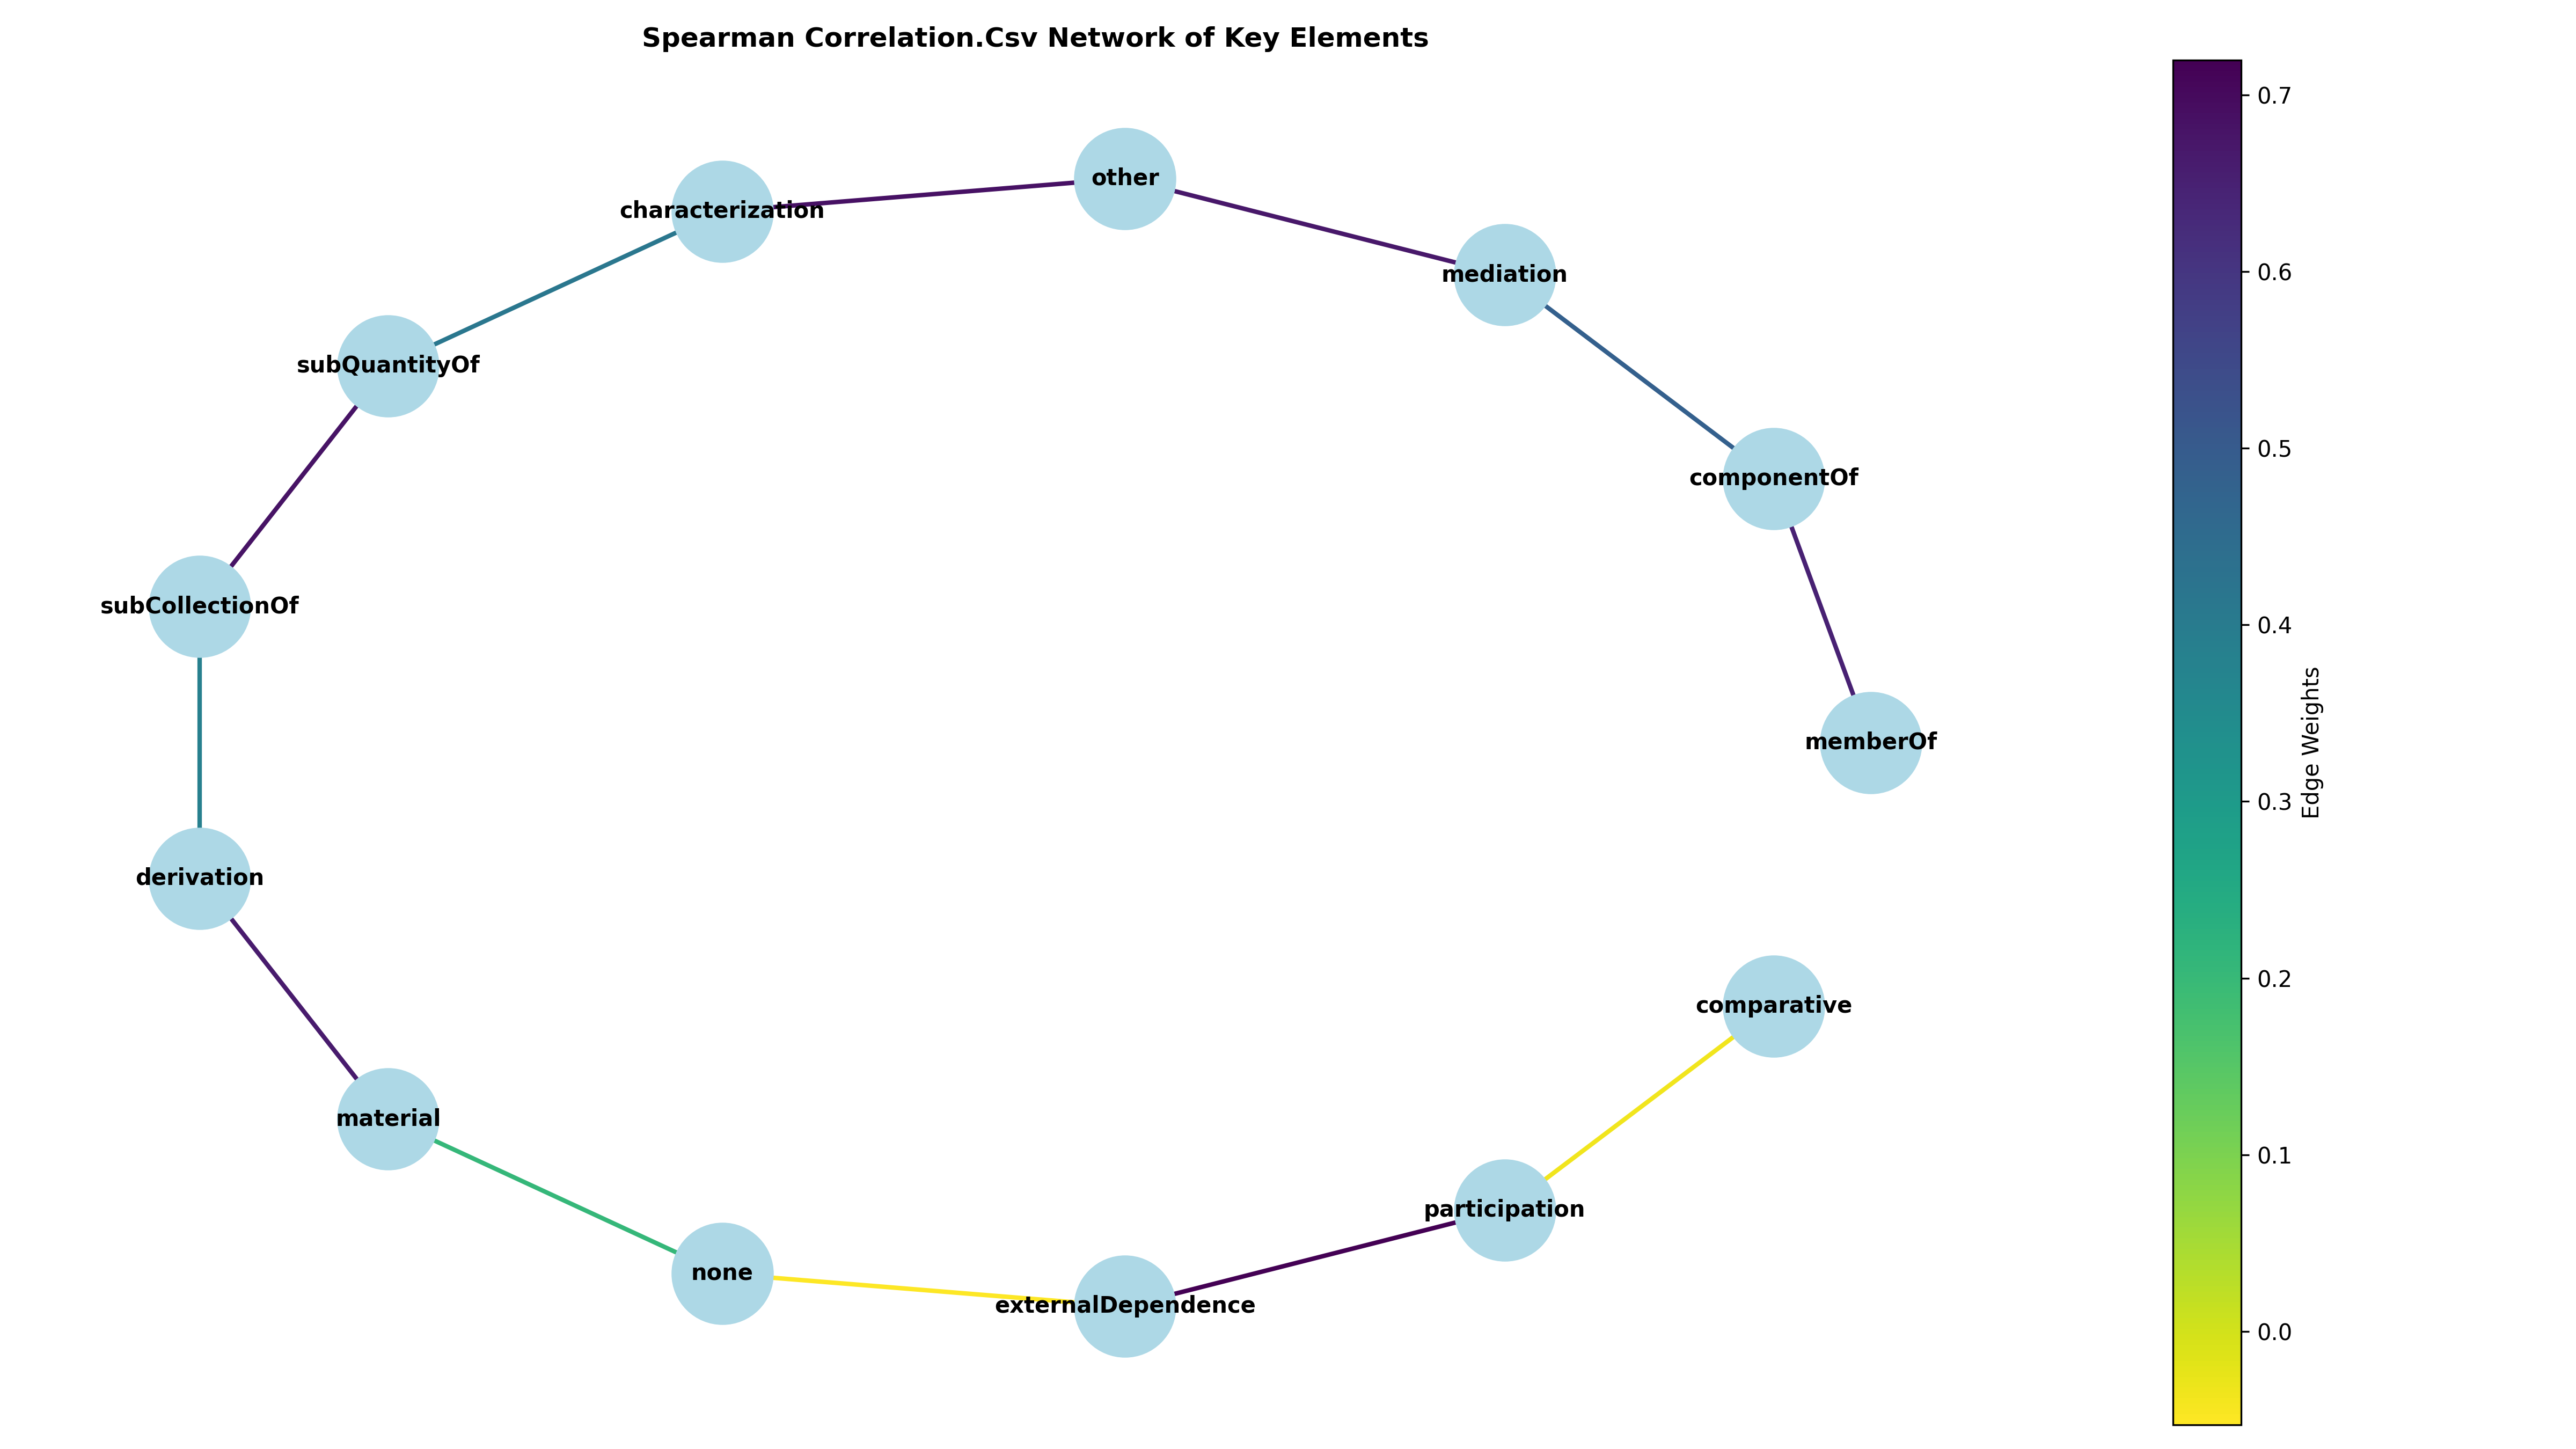 Spearman Correlation.Csv Network of Key Elements
other
characterization
mediation
subQuantityOf
componentOf
subCollectionOf
memberOf
derivation
comparative
material
participation
none
externalDependence
0.7
0.6
0.5
0.4
0.3
0.2
0.1
0.0
Edge Weights